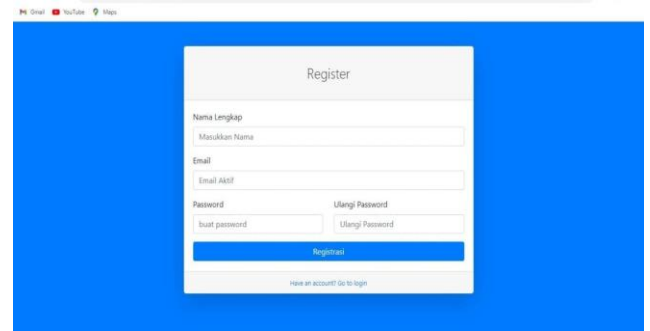 Gmail YouTube Maps
Register
Nama Lengkap
Masukkan Nama
Email
Email Aktif
Password Ulangi Password
buat password Ulangi Password
Registrasi
Have an account? Go to login